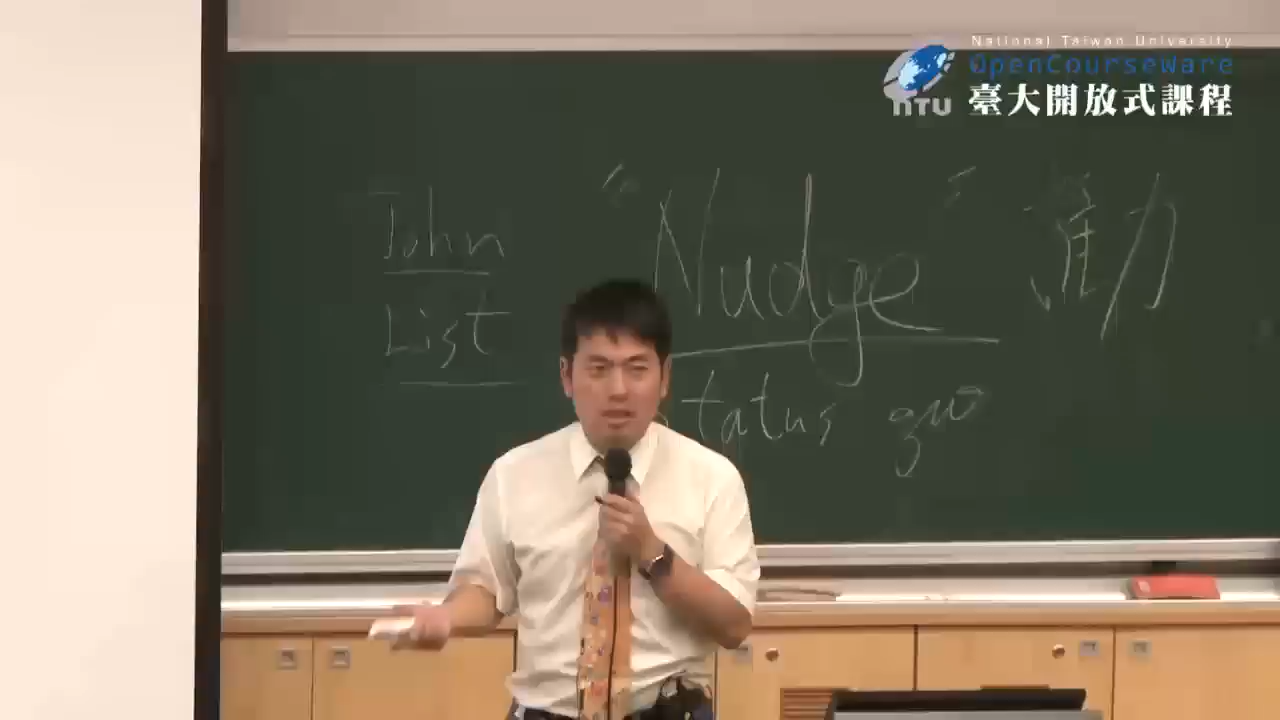 National Taiwan University
OpenCourseWare
NTU 臺大開放式課程
John
List
"Nudge" 推力
status quo